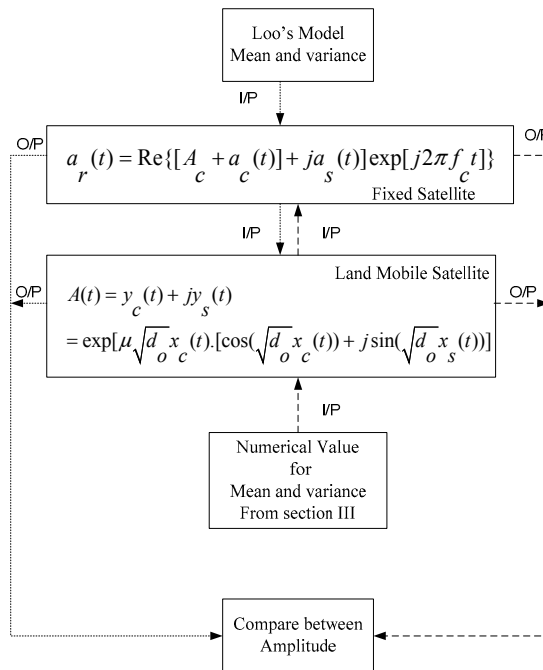 Loo's Model
Mean and variance
I/P
O/P
O/P
a_r(t) = Re{[A_c + a_c(t)] + ja_s(t)]exp[j2πf_c t]}
Fixed Satellite
I/P
I/P
Land Mobile Satellite
O/P
O/P
A(t) = y_c(t) + jy_s(t)
= exp[μ√d_o x_c(t).[cos(√d_o x_c(t)) + j sin(√d_o x_s(t))]
I/P
Numerical Value
for
Mean and variance
From section III
Compare between
Amplitude